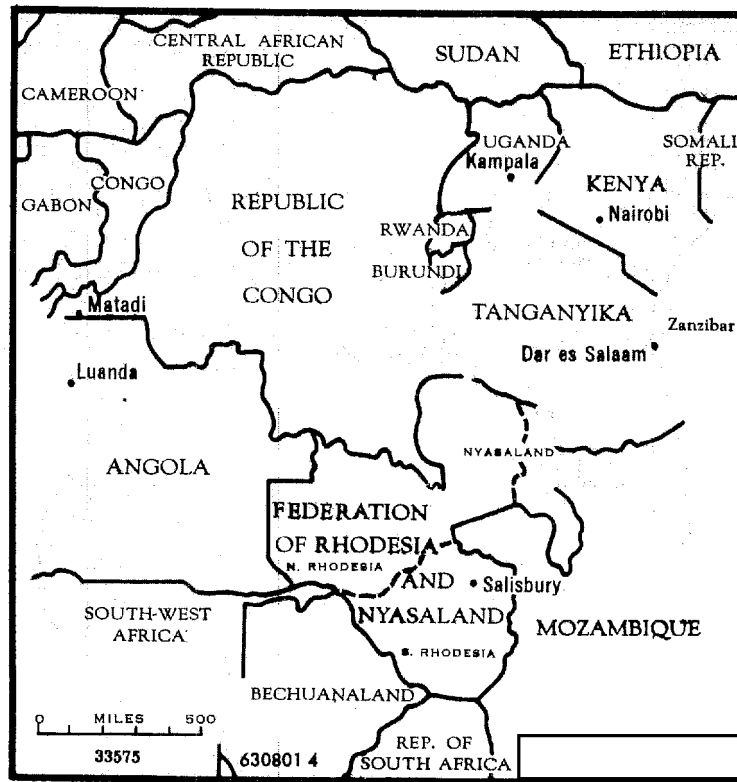 CENTRAL AFRICAN
REPUBLIC
SUDAN
ETHIOPIA
CAMEROON
UGANDA
Kampala
SOMALI
REP.
CONGO
GABON
KENYA
Nairobi
REPUBLIC
OF THE
CONGO
RWANDA
BURUNDI
Matadi
TANGANYIKA
Zanzibar
Dar es Salaam
Luanda
ANGOLA
NYASALAND
FEDERATION
OF RHODESIA
N. RHODESIA
AND
Salisbury
NYASALAND
S. RHODESIA
SOUTH-WEST
AFRICA
MOZAMBIQUE
BECHUANALAND
0 MILES 500
33575
630801 4
REP. OF
SOUTH AFRICA